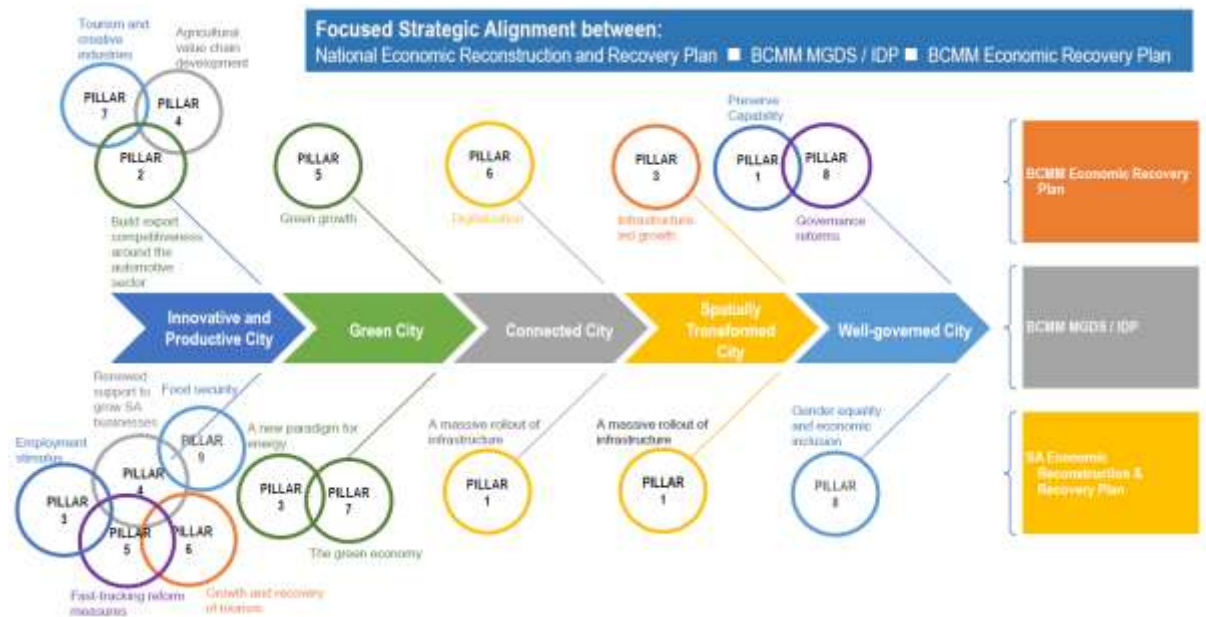 Focused Strategic Alignment between:
National Economic Reconstruction and Recovery Plan ■ BCMM MGDS / IDP ■ BCMM Economic Recovery Plan
Tourism and
creative
industries
Agricultural
value chain
development
PILLAR
7
PILLAR
4
PILLAR
2
Build export
competitiveness
around the
automotive
sector
PILLAR
5
Green growth
PILLAR
6
Digitalisation
PILLAR
3
Infrastructure
led growth
Preserve
Capability
PILLAR
1
PILLAR
8
Governance
reforms
BCMM Economic Recovery
Plan
Innovative and
Productive City
Green City
Connected City
Spatially
Transformed
City
Well-governed City
BCMM MGDS / IDP
Renewed
support to
grow SA
businesses
Food security
Employment
stimulus
PILLAR
9
PILLAR
4
PILLAR
3
PILLAR
5
PILLAR
6
Fast-tracking reform
measures
Growth and recovery
of tourism
A new paradigm for
energy
PILLAR
3
PILLAR
7
The green economy
A massive rollout of
infrastructure
PILLAR
1
A massive rollout of
infrastructure
PILLAR
1
Gender equality
and economic
inclusion
PILLAR
8
SA Economic
Reconstruction &
Recovery Plan